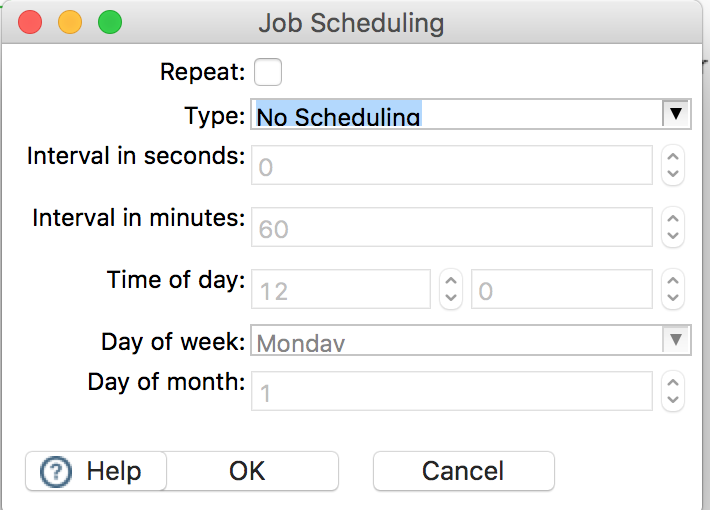 Job Scheduling
Repeat:
Type: No Scheduling
Interval in seconds: 0
Interval in minutes: 60
Time of day: 12 0
Day of week: Monday
Day of month: 1
? Help OK Cancel